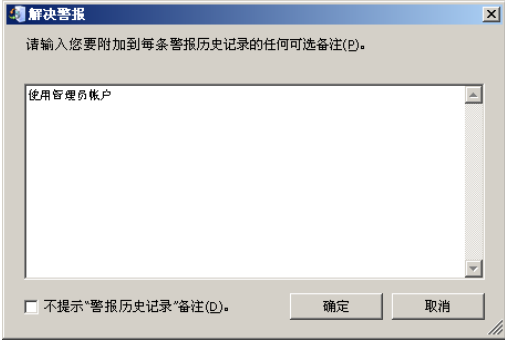 解决警报
请输入您要附加到每条警报历史记录的任何可选备注(P)。
使用管理员帐户
不提示“警报历史记录”备注(D)。
确定
取消